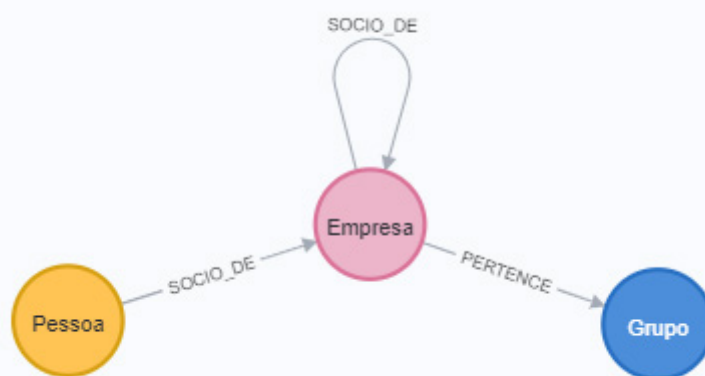 SOCIO_DE
Empresa
SOCIO_DE
PERTENCE
Pessoa
Grupo